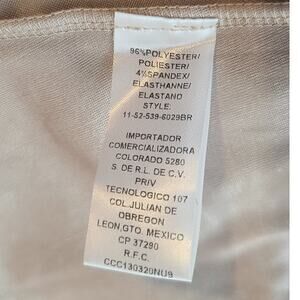 96%POLYESTER/
POLIESTER/
4%SPANDEX/
ELASTHANNE/
ELASTANO
STYLE:
11-52-539-6029BR
IMPORTADOR
COMERCIALIZADORA
COLORADO 5280
S. DE R.L. DE C.V.
PRIV
TECNOLOGICO 107
COL.JULIAN DE
OBREGON
LEON,GTO. MEXICO
CP 37290
R.F.C.
CCC130320NU9